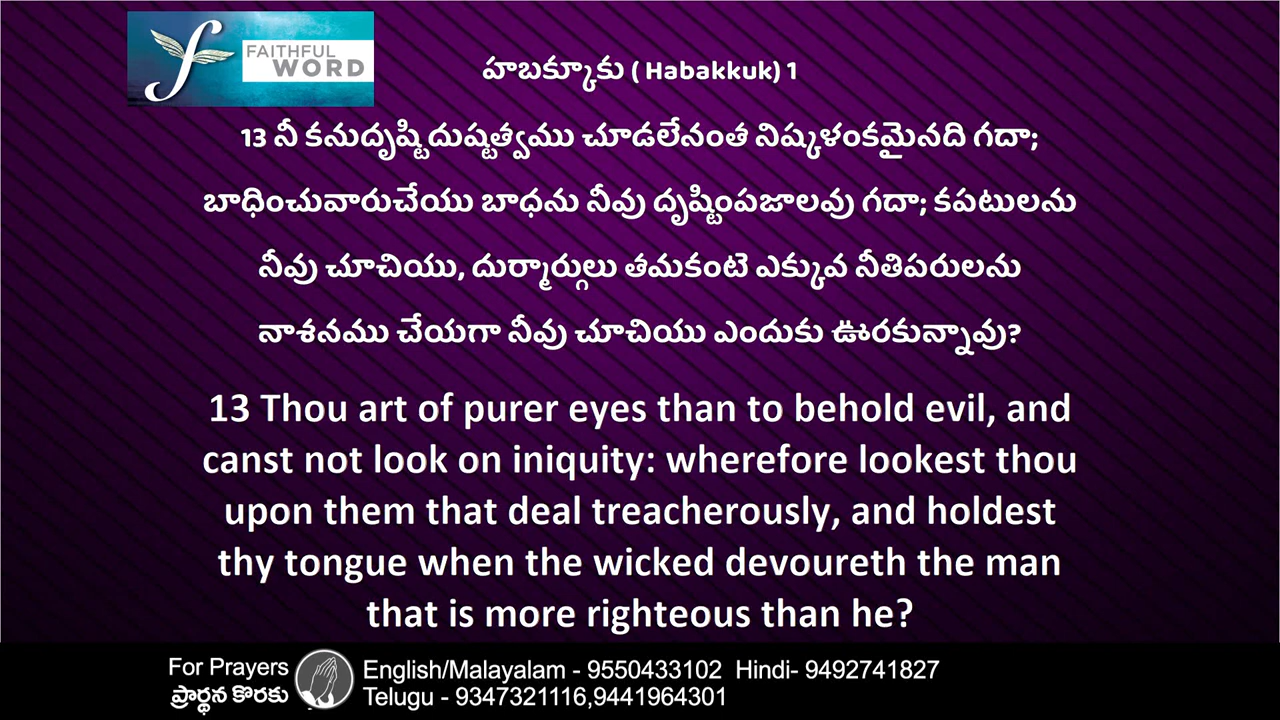 FAITHFUL
WORD
హబక్కూకు ( Habakkuk) 1
13 నీ కనుదృష్టి దుష్టత్వము చూడలేనంత నిష్కళంకమైనది గదా;
బాధించువారుచేయు బాధను నీవు దృష్టింపజాలవు గదా; కపటులను
నీవు చూచియు, దుర్మార్గులు తమకంటె ఎక్కువ నీతిపరులను
నాశనము చేయగా నీవు చూచియు ఎందుకు ఊరకున్నావు?
13 Thou art of purer eyes than to behold evil, and
canst not look on iniquity: wherefore lookest thou
upon them that deal treacherously, and holdest
thy tongue when the wicked devoureth the man
that is more righteous than he?
For Prayers English/Malayalam - 9550433102 Hindi- 9492741827
ప్రార్థన కొరకు Telugu - 9347321116,9441964301